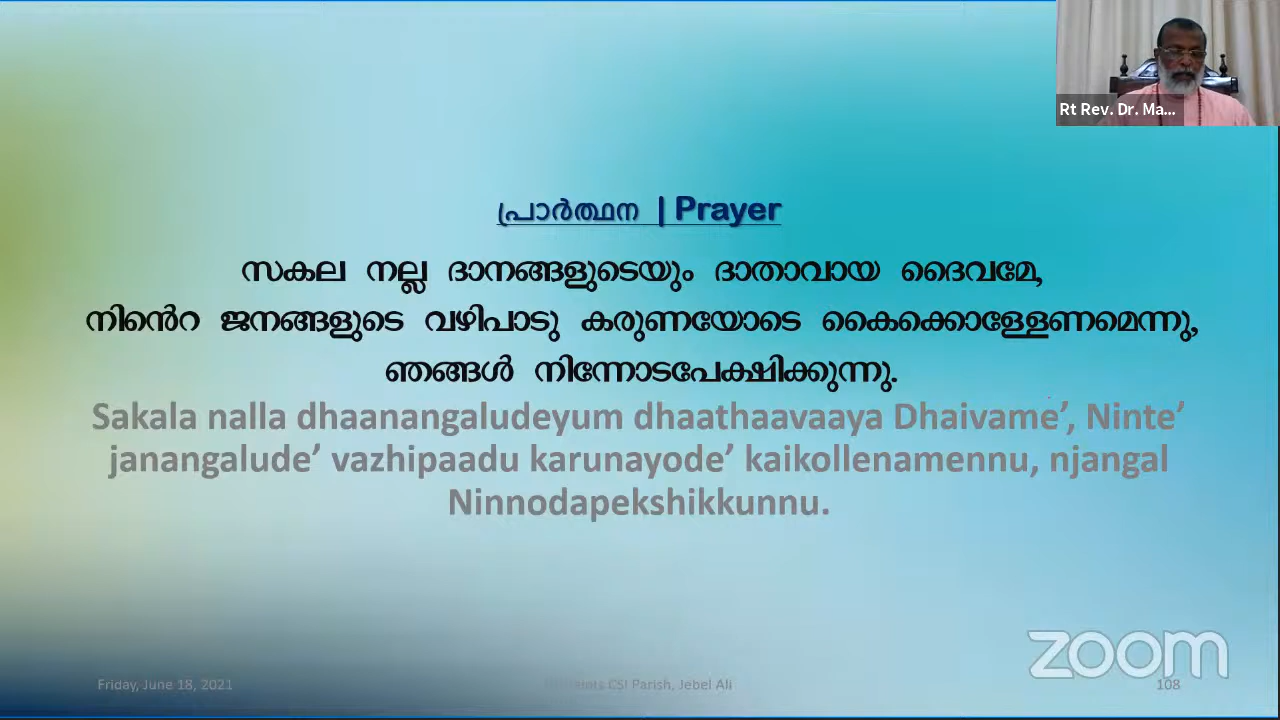 Rt Rev. Dr. Ma...
പ്രാർത്ഥന | Prayer
സകല നല്ല ദാനങ്ങളുടെയും ദാതാവായ ദൈവമേ,
നിൻെറ ജനങ്ങളുടെ വഴിപാടു കരുണയോടെ കൈക്കൊള്ളേണമെന്നു,
ഞങ്ങൾ നിന്നോടപേക്ഷിക്കുന്നു.
Sakala nalla dhaanangaludeyum dhaathaavaaya Dhaivame’, Ninte’
janangalude’ vazhipaadu karunayode’ kaikollenamennu, njangal
Ninnodapekshikkunnu.
zoom
Friday, June 18, 2021
CSI Parish, Jebel Ali
108